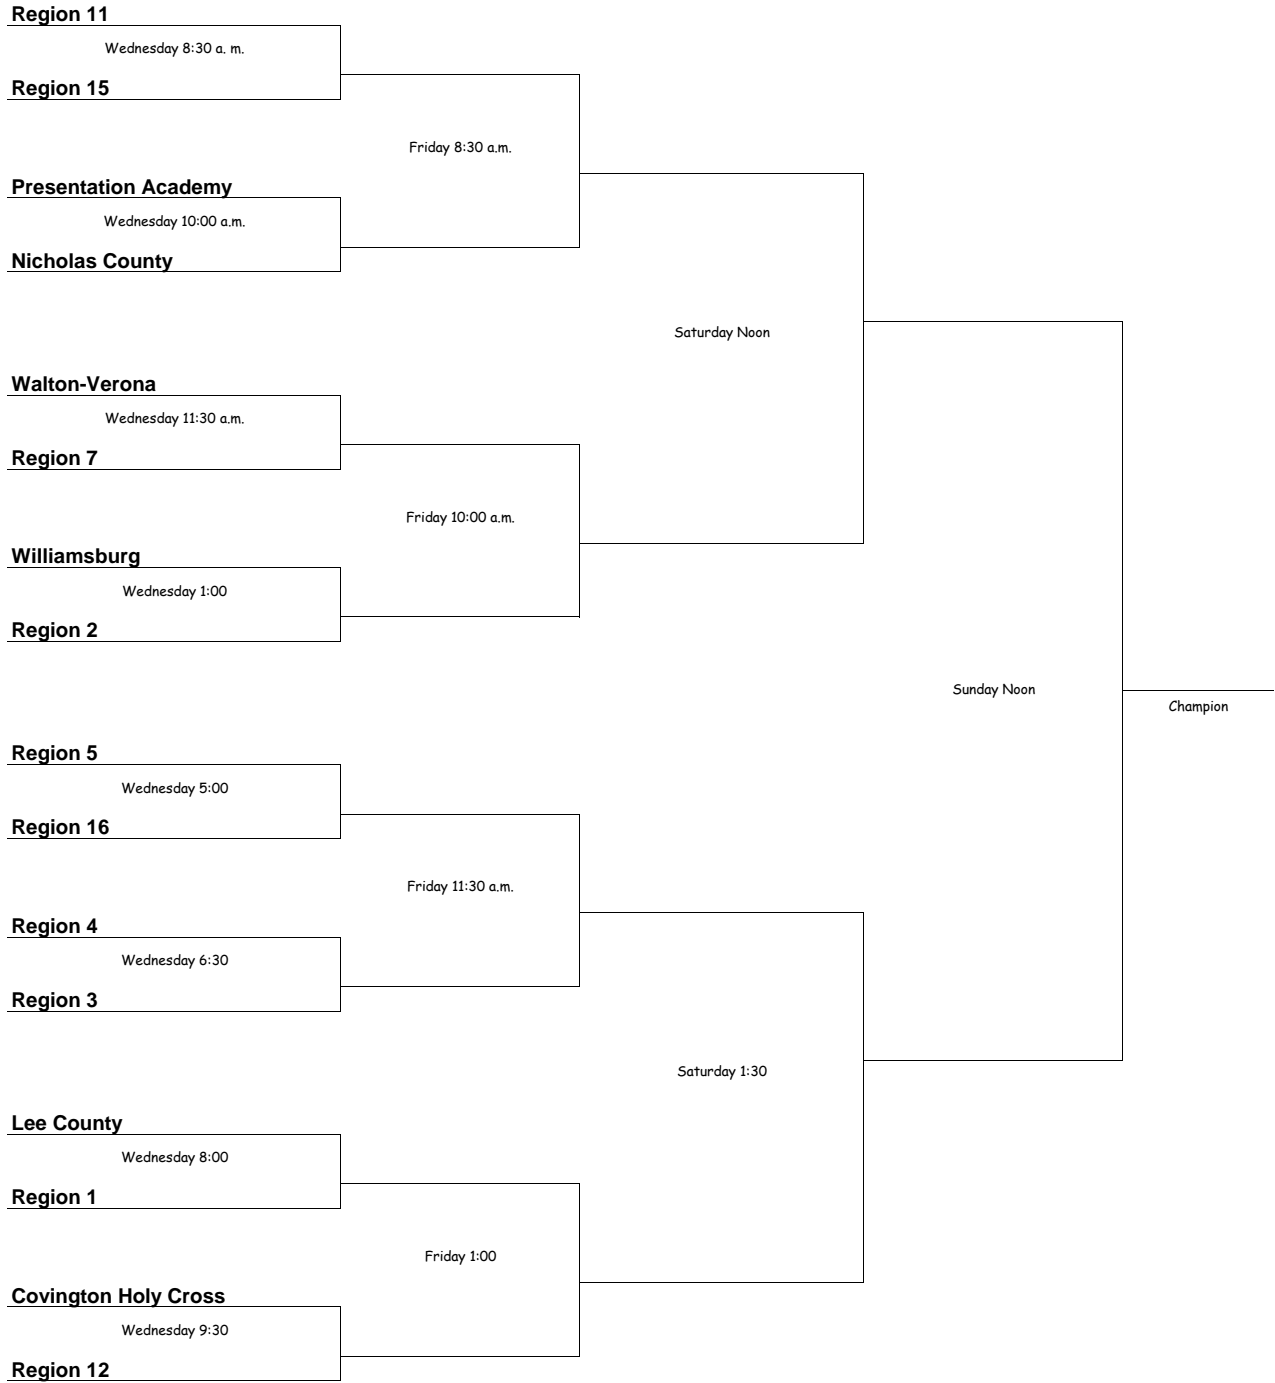 Region 11
Wednesday 8:30 a. m.
Region 15
Friday 8:30 a.m.
Presentation Academy
Wednesday 10:00 a.m.
Nicholas County
Saturday Noon
Walton-Verona
Wednesday 11:30 a.m.
Region 7
Friday 10:00 a.m.
Williamsburg
Wednesday 1:00
Region 2
Sunday Noon
Champion
Region 5
Wednesday 5:00
Region 16
Friday 11:30 a.m.
Region 4
Wednesday 6:30
Region 3
Saturday 1:30
Lee County
Wednesday 8:00
Region 1
Friday 1:00
Covington Holy Cross
Wednesday 9:30
Region 12